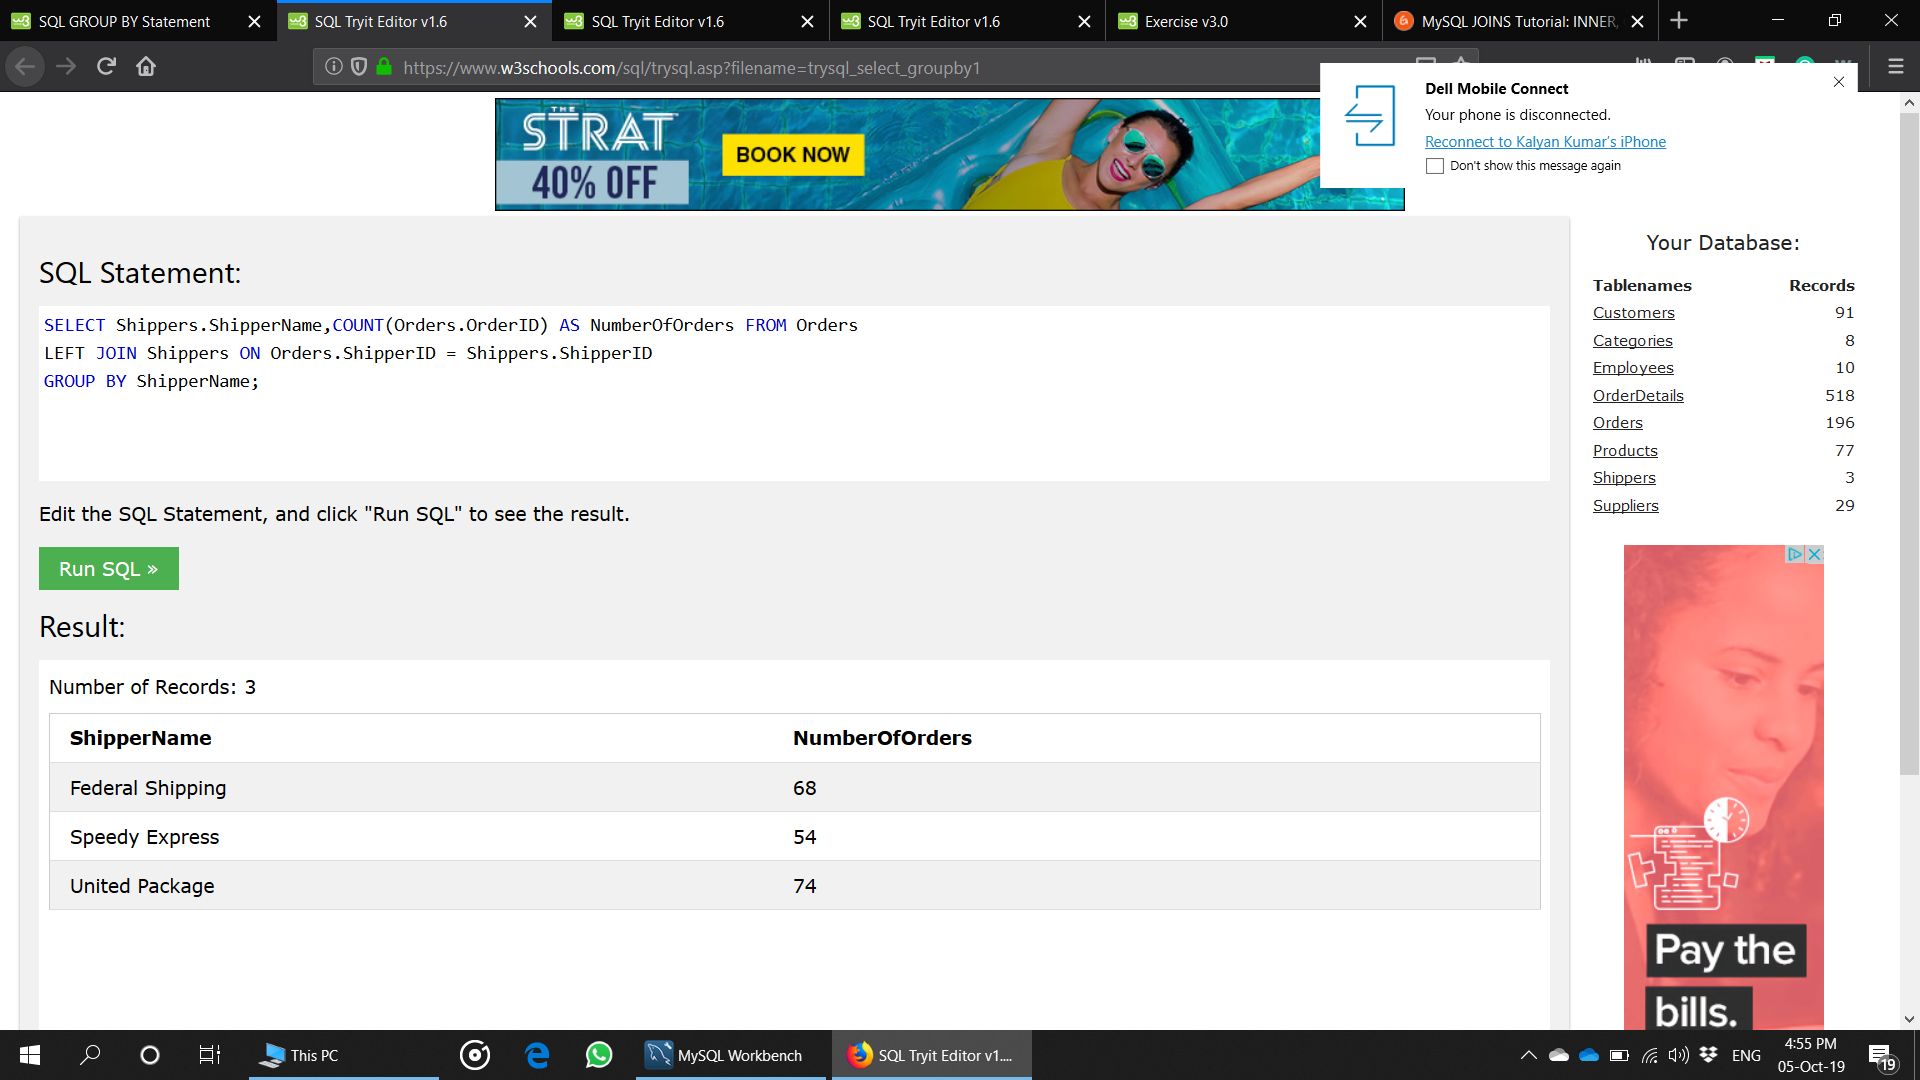 SQL GROUP BY Statement
SQL Tryit Editor v1.6
SQL Tryit Editor v1.6
SQL Tryit Editor v1.6
Exercise v3.0
MySQL JOINS Tutorial: INNER,
https://www.w3schools.com/sql/trysql.asp?filename=trysql_select_groupby1
THE
STRAT
40% OFF
BOOK NOW
Dell Mobile Connect
Your phone is disconnected.
Reconnect to Kalyan Kumar's iPhone
Don't show this message again
SQL Statement:
SELECT Shippers.ShipperName,COUNT(Orders.OrderID) AS NumberOfOrders FROM Orders
LEFT JOIN Shippers ON Orders.ShipperID = Shippers.ShipperID
GROUP BY ShipperName;
Edit the SQL Statement, and click "Run SQL" to see the result.
Run SQL »
Result:
Number of Records: 3
ShipperName NumberOfOrders
Federal Shipping 68
Speedy Express 54
United Package 74
Your Database:
Tablenames Records
Customers 91
Categories 8
Employees 10
OrderDetails 518
Orders 196
Products 77
Shippers 3
Suppliers 29
Pay the
bills.
This PC
MySQL Workbench
SQL Tryit Editor v1....
ENG
4:55 PM
05-Oct-19
19